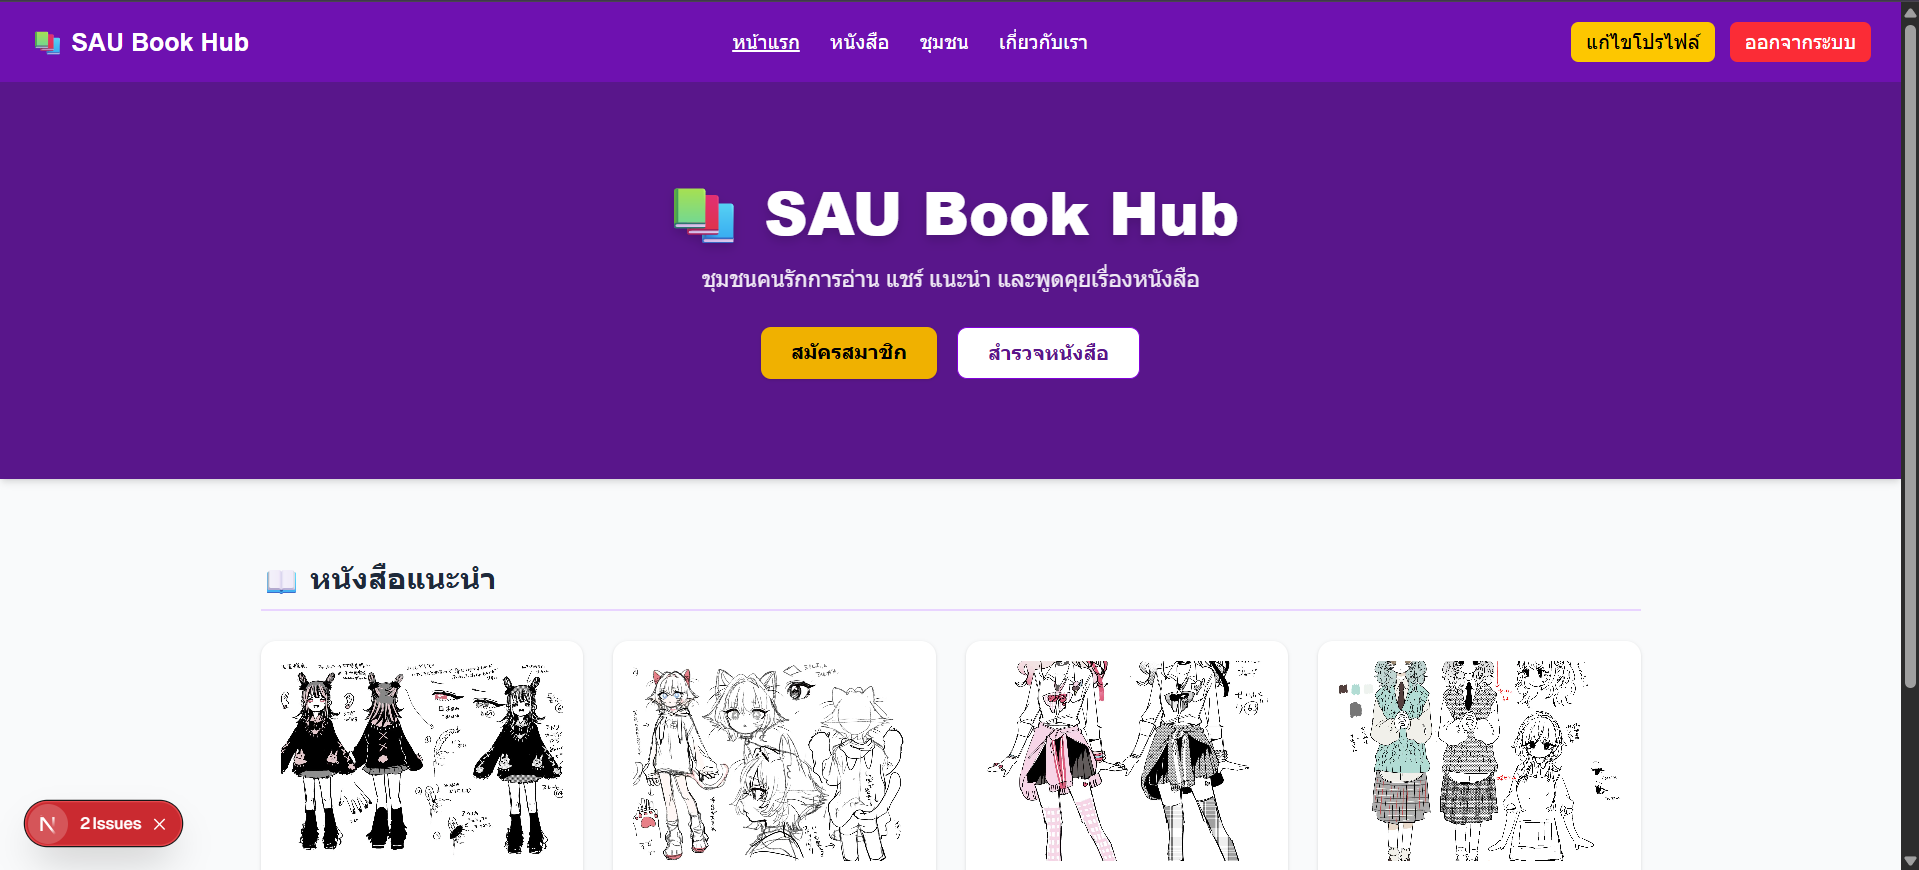 SAU Book Hub
หน้าแรก หนังสือ ชุมชน เกี่ยวกับเรา
แก้ไขโปรไฟล์ ออกจากระบบ
SAU Book Hub
ชุมชนคนรักการอ่าน แชร์ แนะนำ และพูดคุยเรื่องหนังสือ
สมัครสมาชิก สำรวจหนังสือ
หนังสือแนะนำ
N 2 Issues